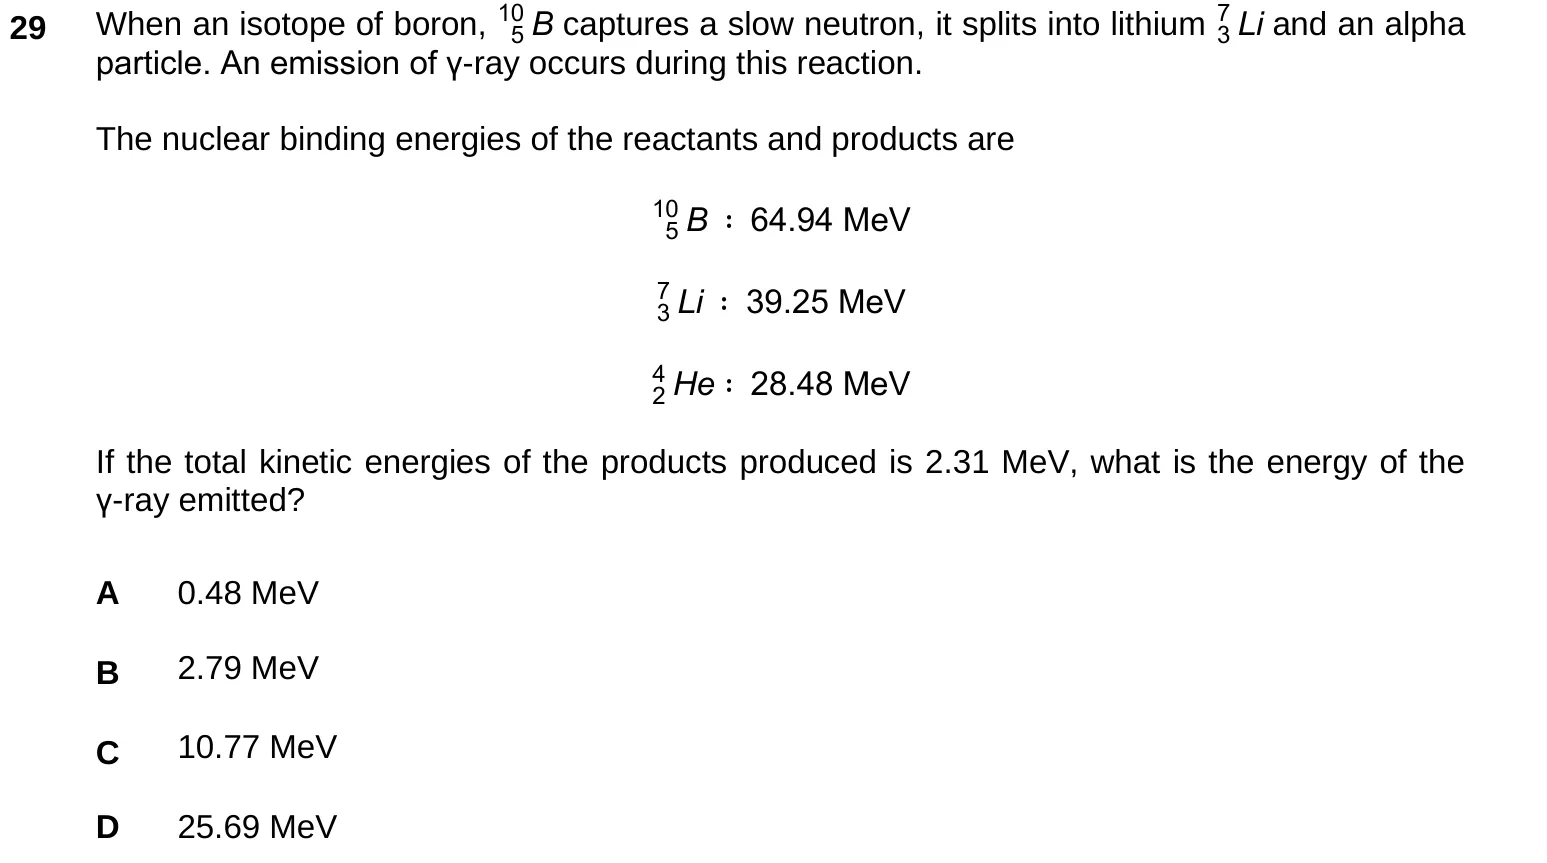 29 When an isotope of boron, ¹⁰₅B captures a slow neutron, it splits into lithium ⁷₃Li and an alpha
particle. An emission of γ-ray occurs during this reaction.
The nuclear binding energies of the reactants and products are
¹⁰₅B : 64.94 MeV
⁷₃Li : 39.25 MeV
⁴₂He : 28.48 MeV
If the total kinetic energies of the products produced is 2.31 MeV, what is the energy of the
γ-ray emitted?
A 0.48 MeV
B 2.79 MeV
C 10.77 MeV
D 25.69 MeV